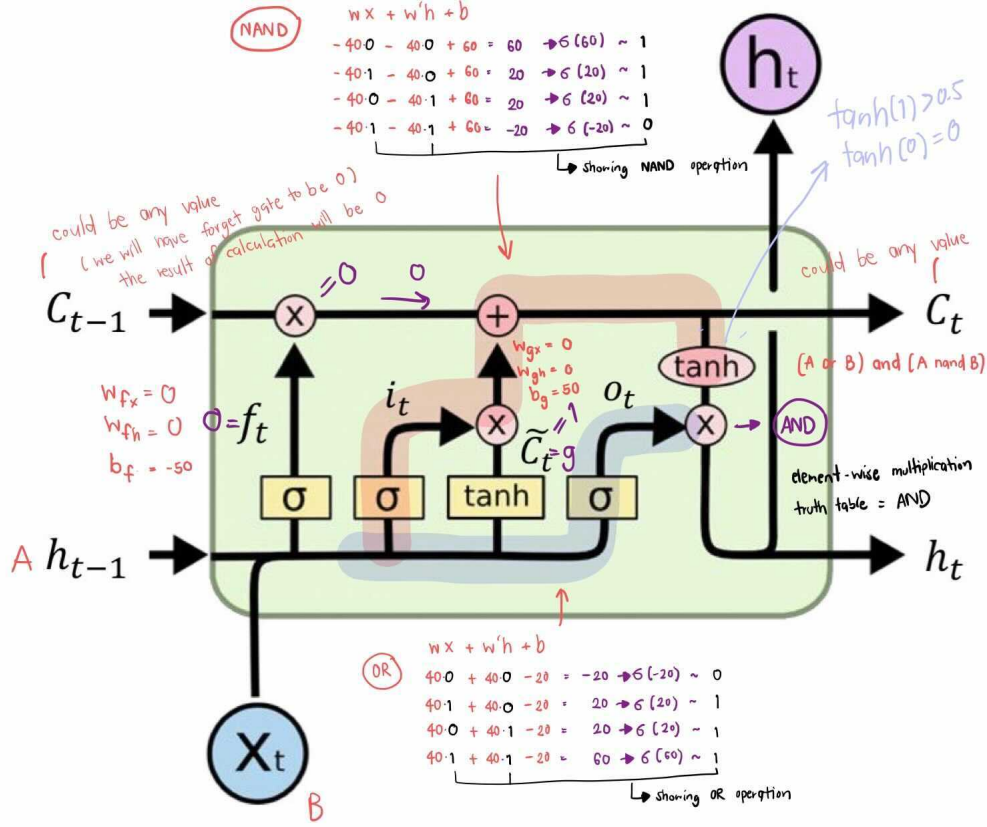 NAND
wx + w'h + b
- 40.0 - 40.0 + 60 = 60 → σ(60) ~ 1
- 40.1 - 40.0 + 60 = 20 → σ(20) ~ 1
- 40.0 - 40.1 + 60 = 20 → σ(20) ~ 1
- 40.1 - 40.1 + 60 = -20 → σ(-20) ~ 0
↳ showing NAND operation
hₜ
tanh(1) > 0.5
tanh(0) = 0
could be any value
(we will have forget gate to be 0)
the result of calculation will be 0
could be any value
Cₜ₋₁
x
= 0
0
+
Cₜ
tanh
(A or B) and (A nand B)
W_gx = 0
W_gh = 0
b_g = 50
W_fx = 0
W_fh = 0
b_f = -50
0 = fₜ
iₜ
x
C̃ₜ = g
= 1
oₜ
x
→ AND
element-wise multiplication
truth table = AND
σ
σ
tanh
σ
A hₜ₋₁
hₜ
wx + w'h + b
OR
40.0 + 40.0 - 20 = -20 → σ(-20) ~ 0
40.1 + 40.0 - 20 = 20 → σ(20) ~ 1
40.0 + 40.1 - 20 = 20 → σ(20) ~ 1
40.1 + 40.1 - 20 = 60 → σ(60) ~ 1
↳ showing OR operation
Xₜ
B